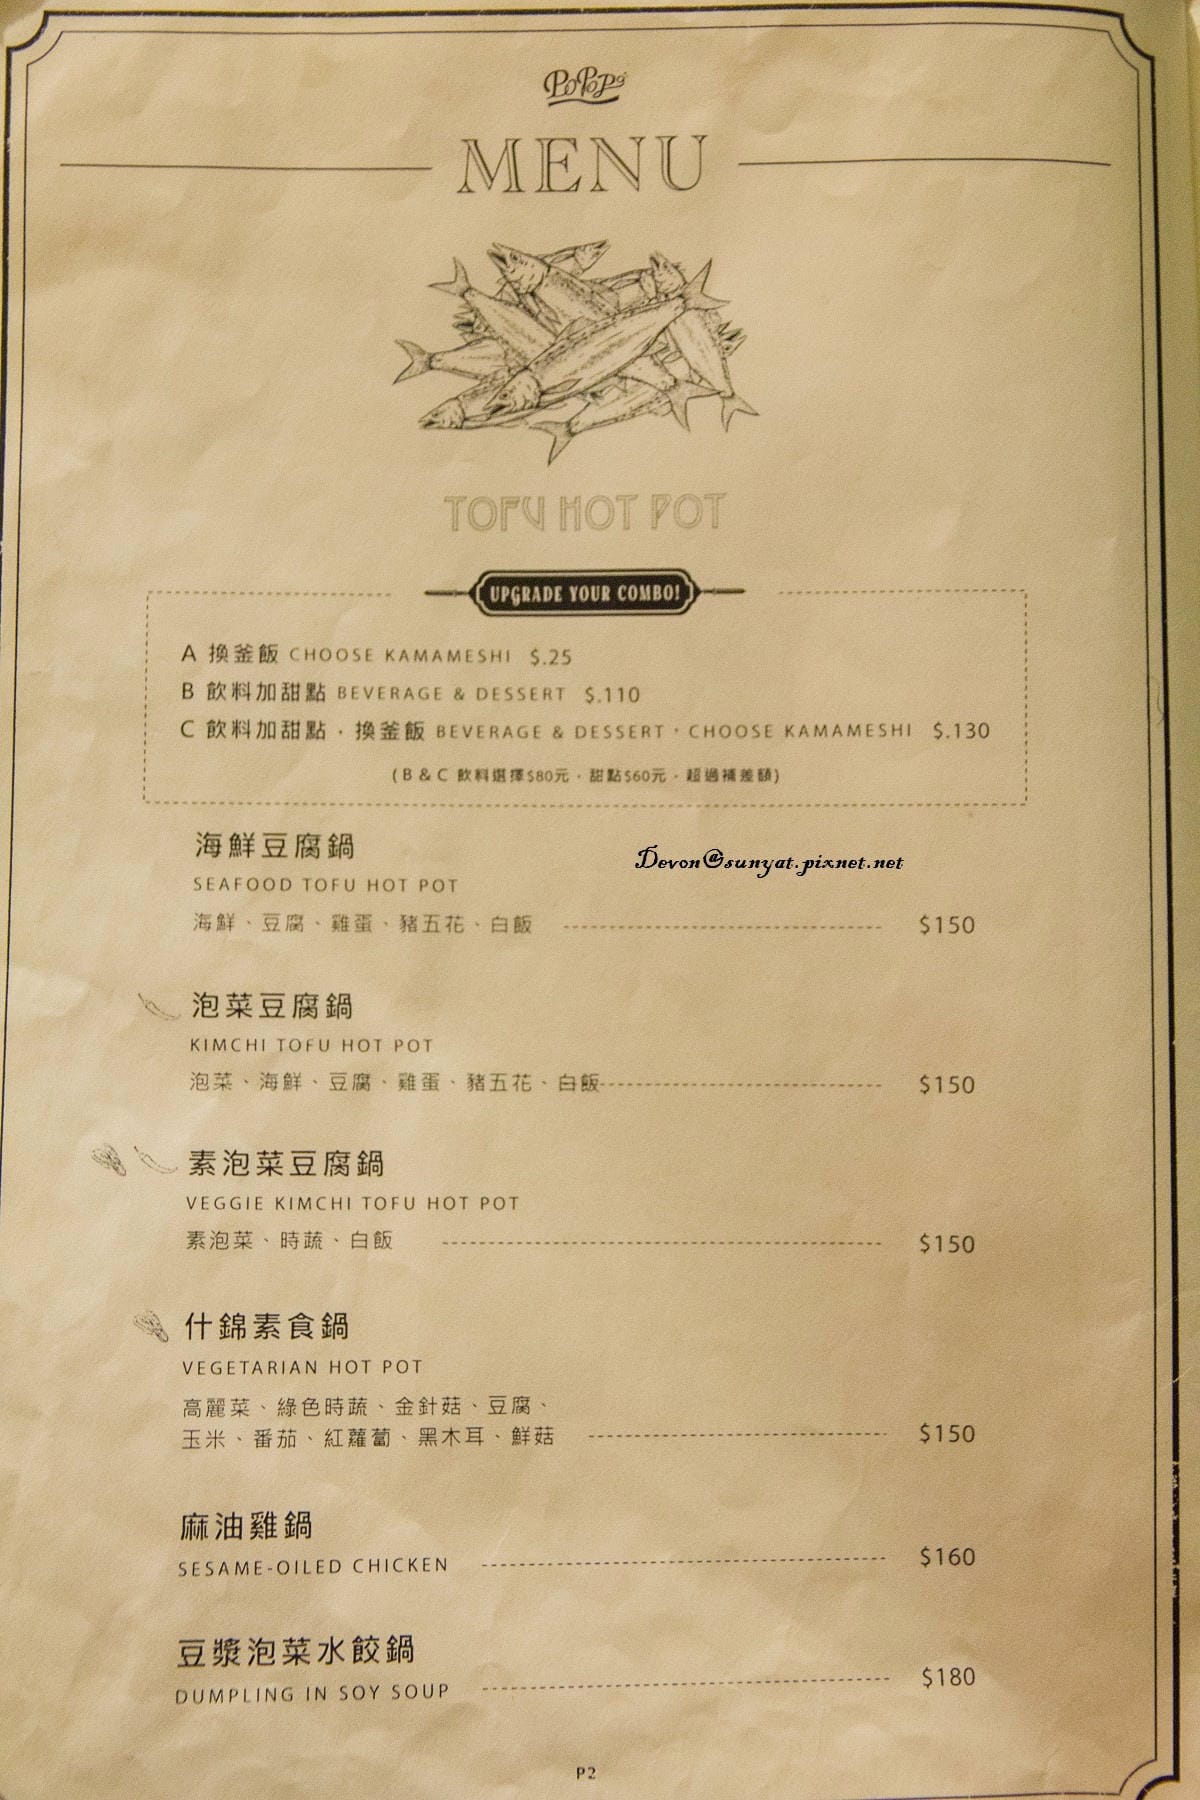 PoPoPo
MENU
TOFU HOT POT
UPGRADE YOUR COMBO!
A 換釜飯 CHOOSE KAMAMESHI $.25
B 飲料加甜點 BEVERAGE & DESSERT $.110
C 飲料加甜點．換釜飯 BEVERAGE & DESSERT，CHOOSE KAMAMESHI $.130
(B & C 飲料選擇$80元．甜點$60元．超過補差額)
海鮮豆腐鍋
Devon@sunyat.pixnet.net
SEAFOOD TOFU HOT POT
海鮮、豆腐、雞蛋、豬五花、白飯 $150
泡菜豆腐鍋
KIMCHI TOFU HOT POT
泡菜、海鮮、豆腐、雞蛋、豬五花、白飯 $150
素泡菜豆腐鍋
VEGGIE KIMCHI TOFU HOT POT
素泡菜、時蔬、白飯 $150
什錦素食鍋
VEGETARIAN HOT POT
高麗菜、綠色時蔬、金針菇、豆腐、
玉米、番茄、紅蘿蔔、黑木耳、鮮菇 $150
麻油雞鍋
SESAME-OILED CHICKEN $160
豆漿泡菜水餃鍋
DUMPLING IN SOY SOUP $180
P2